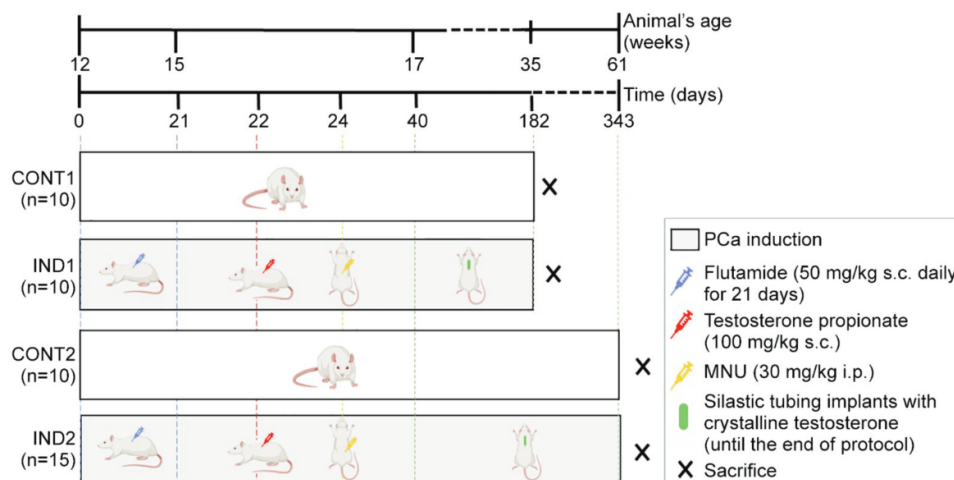 Animal's age
(weeks)
12 15 17 35 61
Time (days)
0 21 22 24 40 182 343
CONT1
(n=10)
IND1
(n=10)
CONT2
(n=10)
IND2
(n=15)
PCa induction
Flutamide (50 mg/kg s.c. daily
for 21 days)
Testosterone propionate
(100 mg/kg s.c.)
MNU (30 mg/kg i.p.)
Silastic tubing implants with
crystalline testosterone
(until the end of protocol)
Sacrifice